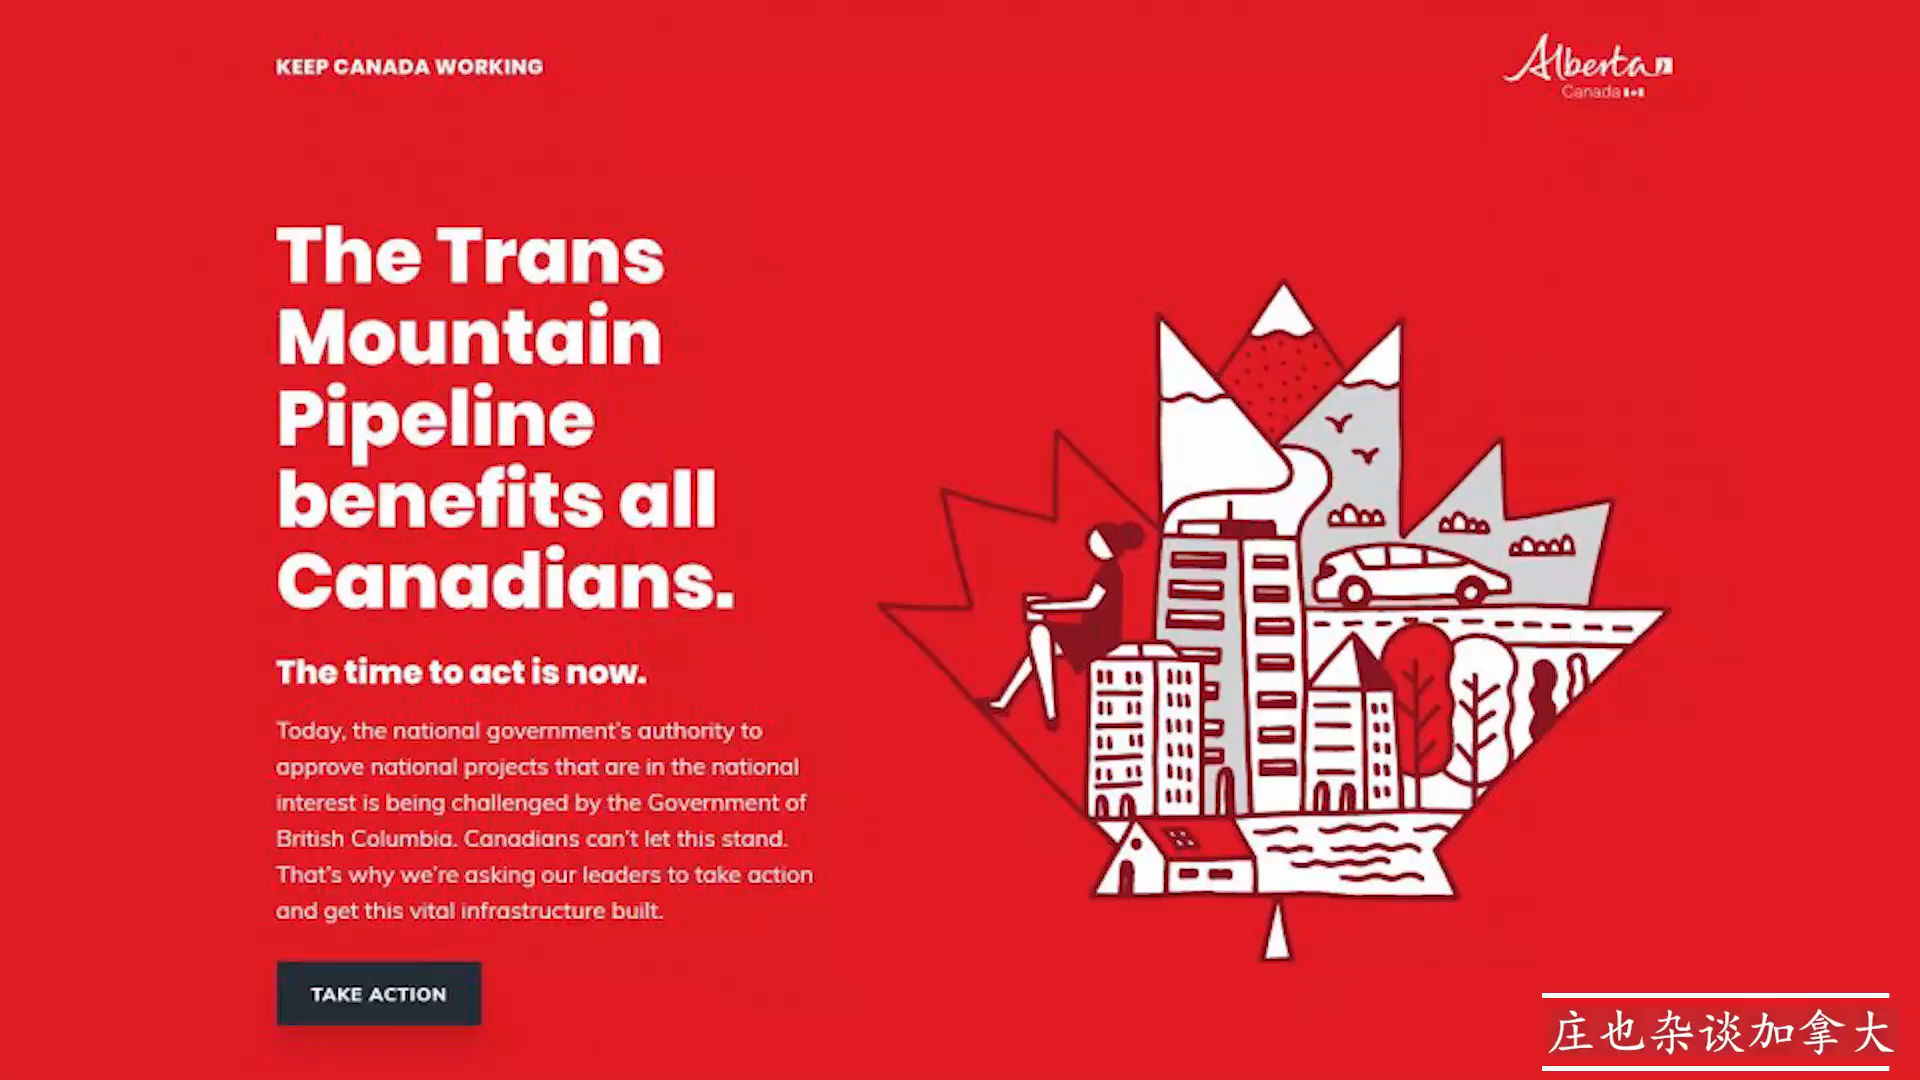 KEEP CANADA WORKING
Alberta
Canada
The Trans
Mountain
Pipeline
benefits all
Canadians.
The time to act is now.
Today, the national government's authority to
approve national projects that are in the national
interest is being challenged by the Government of
British Columbia. Canadians can't let this stand.
That's why we're asking our leaders to take action
and get this vital infrastructure built.
TAKE ACTION
庄也杂谈加拿大